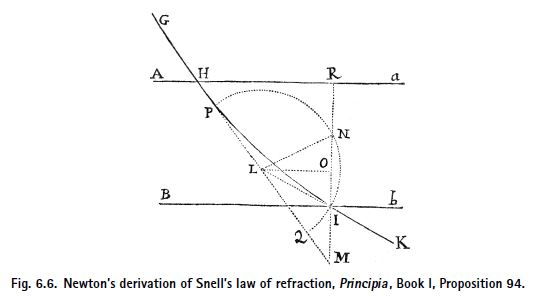 G
A H R a
P
N
L O
B b
I
2
K
M
Fig. 6.6. Newton's derivation of Snell's law of refraction, Principia, Book I, Proposition 94.